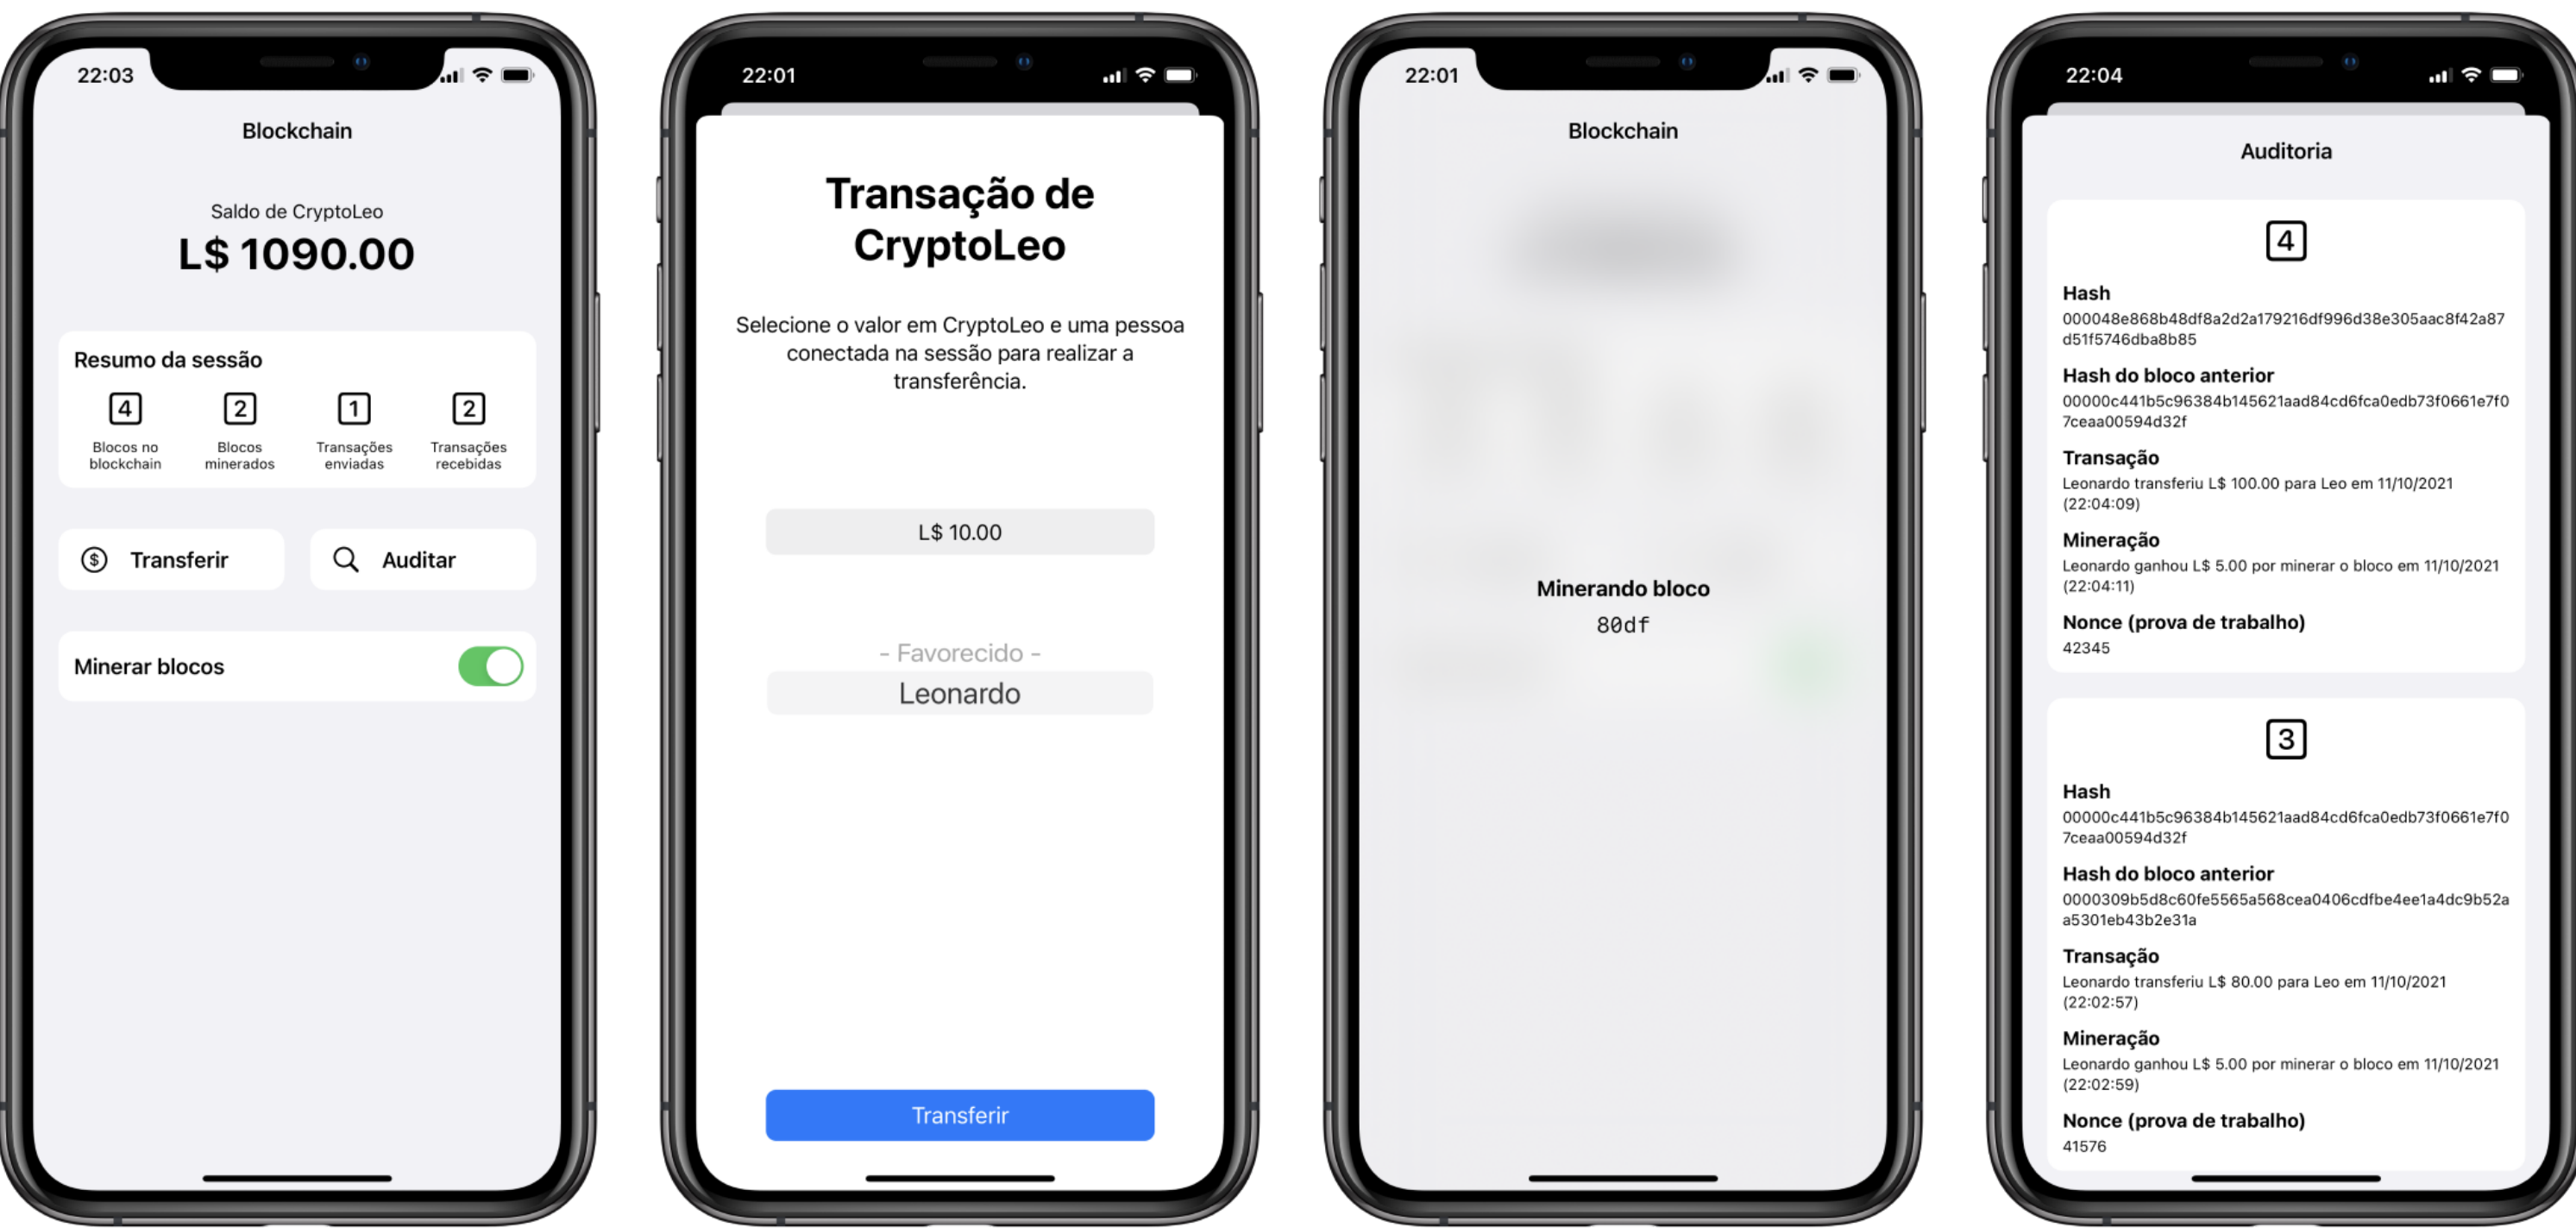 22:03
Blockchain
Saldo de CryptoLeo
L$ 1090.00
Resumo da sessão
4 2 1 2
Blocos no Blocos Transações Transações
blockchain minerados enviadas recebidas
Transferir Auditar
Minerar blocos
22:01
Transação de
CryptoLeo
Selecione o valor em CryptoLeo e uma pessoa
conectada na sessão para realizar a
transferência.
L$ 10.00
- Favorecido -
Leonardo
Transferir
22:01
Blockchain
Minerando bloco
80df
22:04
Auditoria
4
Hash
000048e868b48df8a2d2a179216df996d38e305aac8f42a87
d51f5746dba8b85
Hash do bloco anterior
00000c441b5c96384b145621aad84cd6fca0edb73f0661e7f0
7ceaa00594d32f
Transação
Leonardo transferiu L$ 100.00 para Leo em 11/10/2021
(22:04:09)
Mineração
Leonardo ganhou L$ 5.00 por minerar o bloco em 11/10/2021
(22:04:11)
Nonce (prova de trabalho)
42345
3
Hash
00000c441b5c96384b145621aad84cd6fca0edb73f0661e7f0
7ceaa00594d32f
Hash do bloco anterior
0000309b5d8c60fe5565a568cea0406cdfbe4ee1a4dc9b52a
a5301eb43b2e31a
Transação
Leonardo transferiu L$ 80.00 para Leo em 11/10/2021
(22:02:57)
Mineração
Leonardo ganhou L$ 5.00 por minerar o bloco em 11/10/2021
(22:02:59)
Nonce (prova de trabalho)
41576